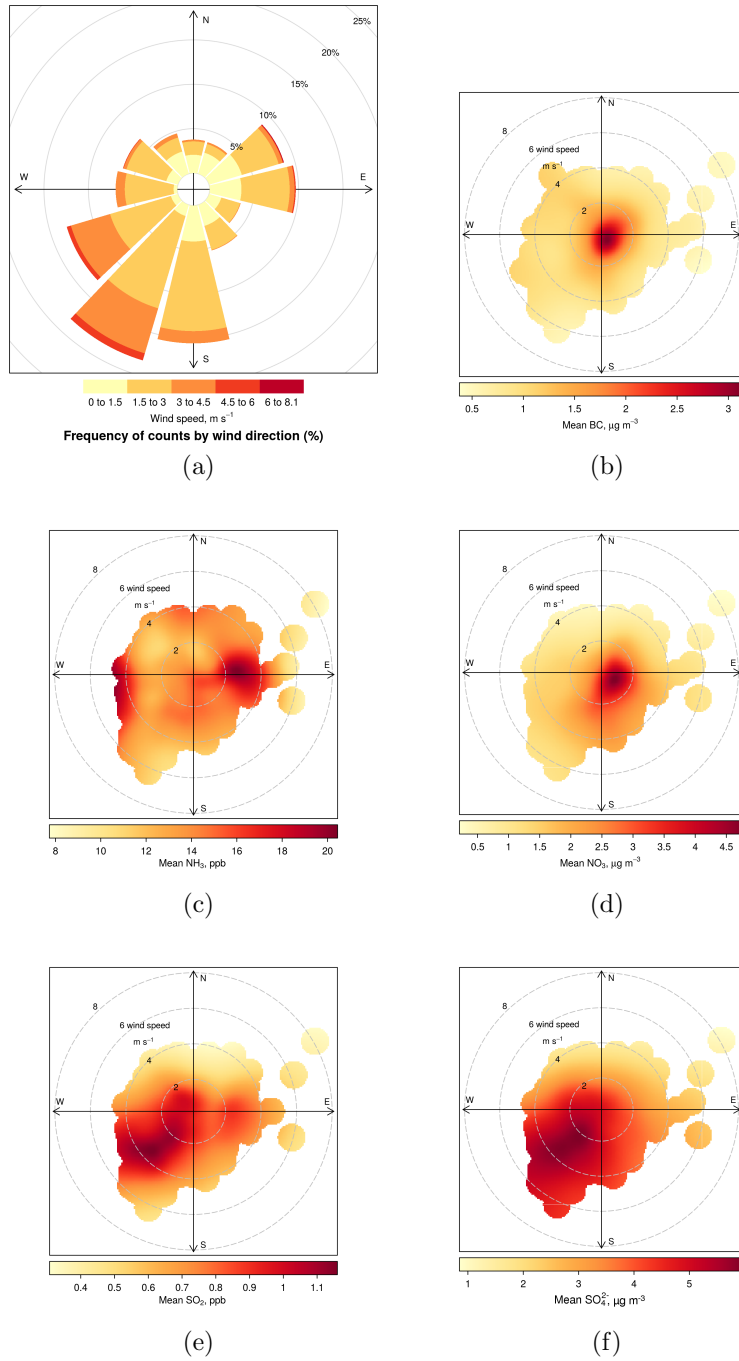 N
25%
20%
15%
10%
5%
W
E
S
0 to 1.5 1.5 to 3 3 to 4.5 4.5 to 6 6 to 8.1
Wind speed, m s⁻¹
Frequency of counts by wind direction (%)
(a)
N
8
6 wind speed
m s⁻¹
4
2
W
E
S
0.5 1 1.5 2 2.5 3
Mean BC, μg m⁻³
(b)
N
8
6 wind speed
m s⁻¹
4
2
W
E
S
8 10 12 14 16 18 20
Mean NH₃, ppb
(c)
N
8
6 wind speed
m s⁻¹
4
2
W
E
S
0.5 1 1.5 2 2.5 3 3.5 4 4.5
Mean NO₃, μg m⁻³
(d)
N
8
6 wind speed
m s⁻¹
4
2
W
E
S
0.4 0.5 0.6 0.7 0.8 0.9 1 1.1
Mean SO₂, ppb
(e)
N
8
6 wind speed
m s⁻¹
4
2
W
E
S
1 2 3 4 5
Mean SO₄²⁻, μg m⁻³
(f)